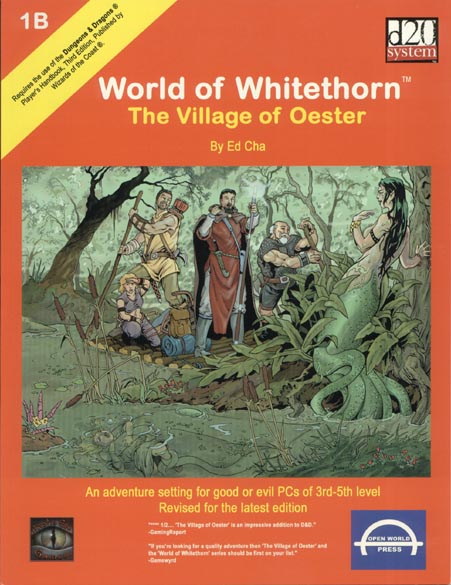 1B
Requires the use of the Dungeons & Dragons ®
Player's Handbook, Third Edition, Published by
Wizards of the Coast ®.
d20
system
World of Whitethorn™
The Village of Oester
By Ed Cha
An adventure setting for good or evil PCs of 3rd-5th level
Revised for the latest edition
1/2... "The Village of Oester' is an impressive addition to D&D."
-GamingReport
"If you're looking for a quality adventure then 'The Village of Oester' and
the 'World of Whitethorn' series should be first on your list."
-Gamewyrd
OPEN WORLD
PRESS